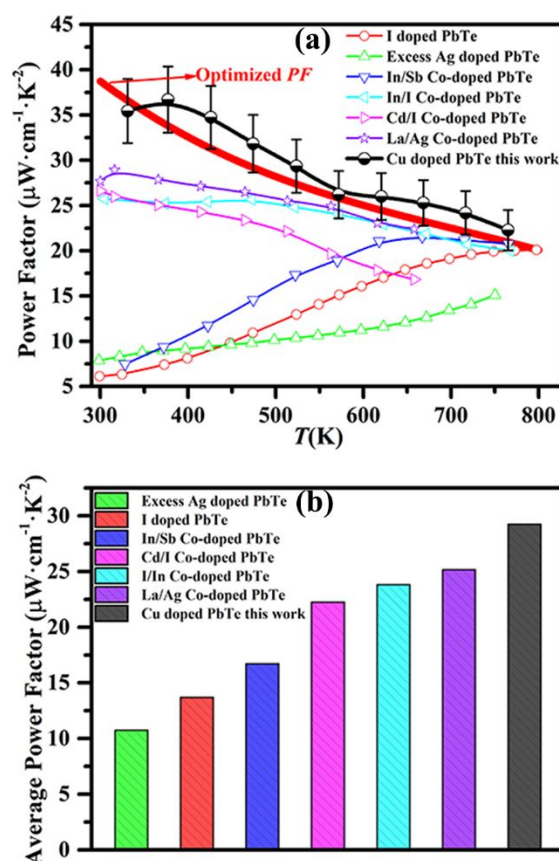 (a)
Optimized PF
I doped PbTe
Excess Ag doped PbTe
In/Sb Co-doped PbTe
In/I Co-doped PbTe
Cd/I Co-doped PbTe
La/Ag Co-doped PbTe
Cu doped PbTe this work
Power Factor (μW·cm⁻¹·K⁻²)
45
40
35
30
25
20
15
10
5
300 400 500 600 700 800
T(K)
(b)
Excess Ag doped PbTe
I doped PbTe
In/Sb Co-doped PbTe
Cd/I Co-doped PbTe
I/In Co-doped PbTe
La/Ag Co-doped PbTe
Cu doped PbTe this work
Average Power Factor (μW·cm⁻¹·K⁻²)
30
25
20
15
10
5
0